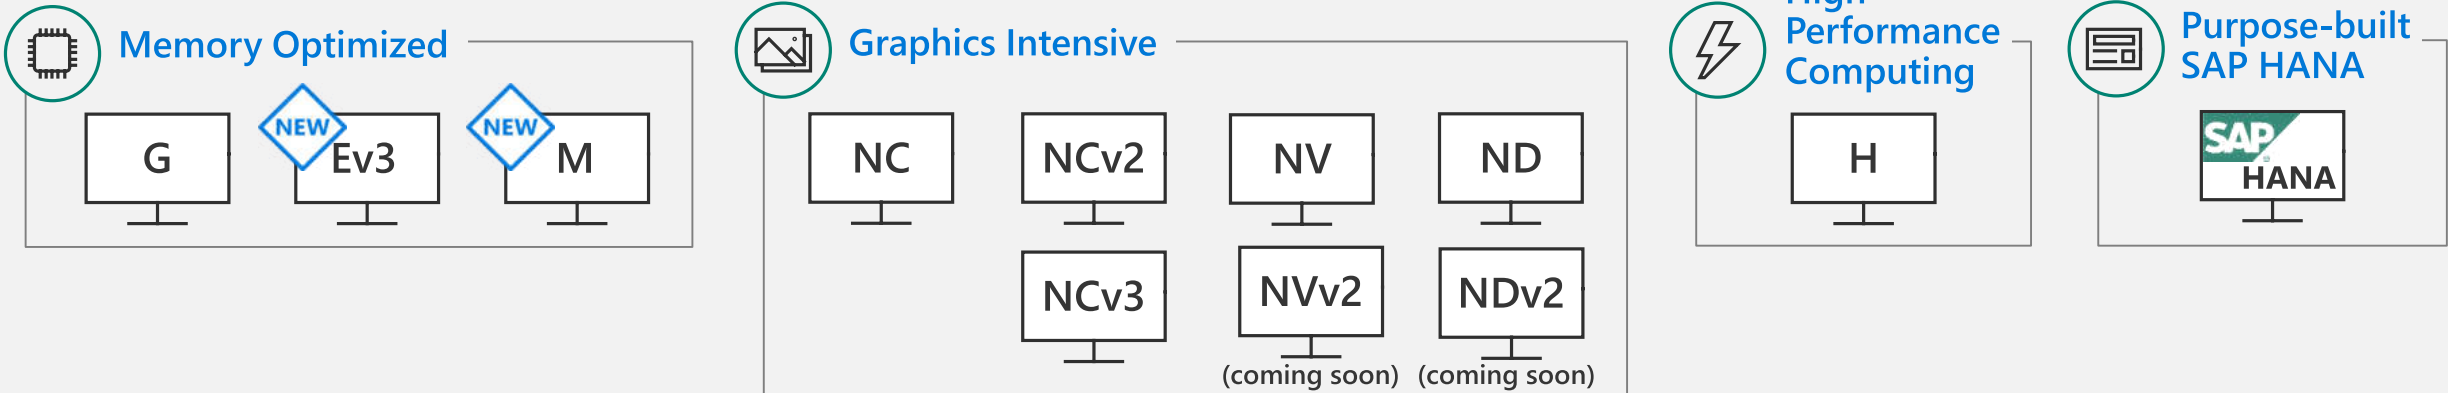 Memory Optimized
G
NEW
Ev3
NEW
M
Graphics Intensive
NC
NCv2
NV
ND
NCv3
NVv2
NDv2
(coming soon)
(coming soon)
High
Performance
Computing
H
Purpose-built
SAP HANA
SAP
HANA